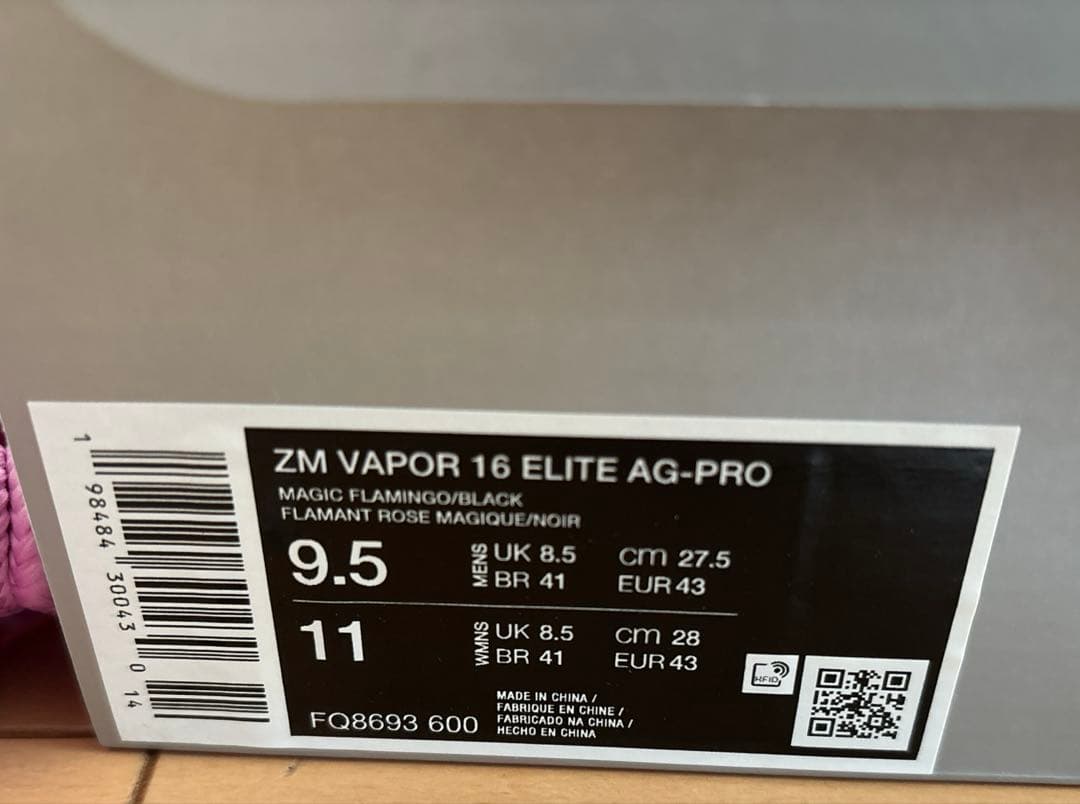 ZM VAPOR 16 ELITE AG-PRO
MAGIC FLAMINGO/BLACK
FLAMANT ROSE MAGIQUE/NOIR
9.5 MENS UK 8.5 cm 27.5
BR 41 EUR 43
11 WMNS UK 8.5 cm 28
BR 41 EUR 43
RFID
MADE IN CHINA /
FABRIQUE EN CHINE /
FABRICADO NA CHINA /
HECHO EN CHINA
FQ8693 600
1 98484 30043 0 14